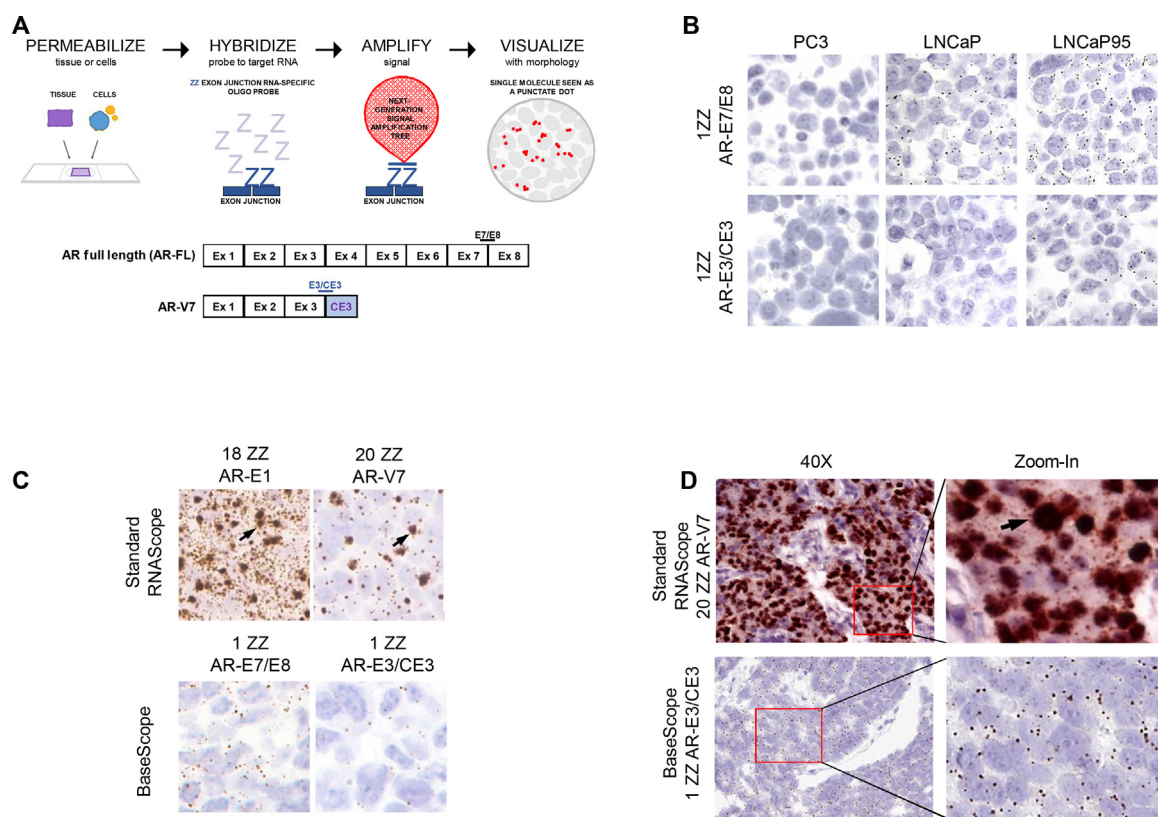 A
PERMEABILIZE
tissue or cells
HYBRIDIZE
probe to target RNA
AMPLIFY
signal
VISUALIZE
with morphology
TISSUE
CELLS
ZZ EXON JUNCTION RNA-SPECIFIC
OLIGO PROBE
Z Z
Z Z
Z Z
Z
ZZ
EXON JUNCTION
NEXT-
GENERATION
SIGNAL
AMPLIFICATION
TREE
ZZ
EXON JUNCTION
SINGLE MOLECULE SEEN AS
A PUNCTATE DOT
E7/E8
AR full length (AR-FL)
Ex 1
Ex 2
Ex 3
Ex 4
Ex 5
Ex 6
Ex 7
Ex 8
E3/CE3
AR-V7
Ex 1
Ex 2
Ex 3
CE3
B
PC3
LNCaP
LNCaP95
1ZZ
AR-E7/E8
1ZZ
AR-E3/CE3
C
18 ZZ
AR-E1
20 ZZ
AR-V7
Standard
RNAScope
1 ZZ
AR-E7/E8
1 ZZ
AR-E3/CE3
BaseScope
D
40X
Zoom-In
Standard
RNAScope
20 ZZ AR-V7
BaseScope
1 ZZ AR-E3/CE3